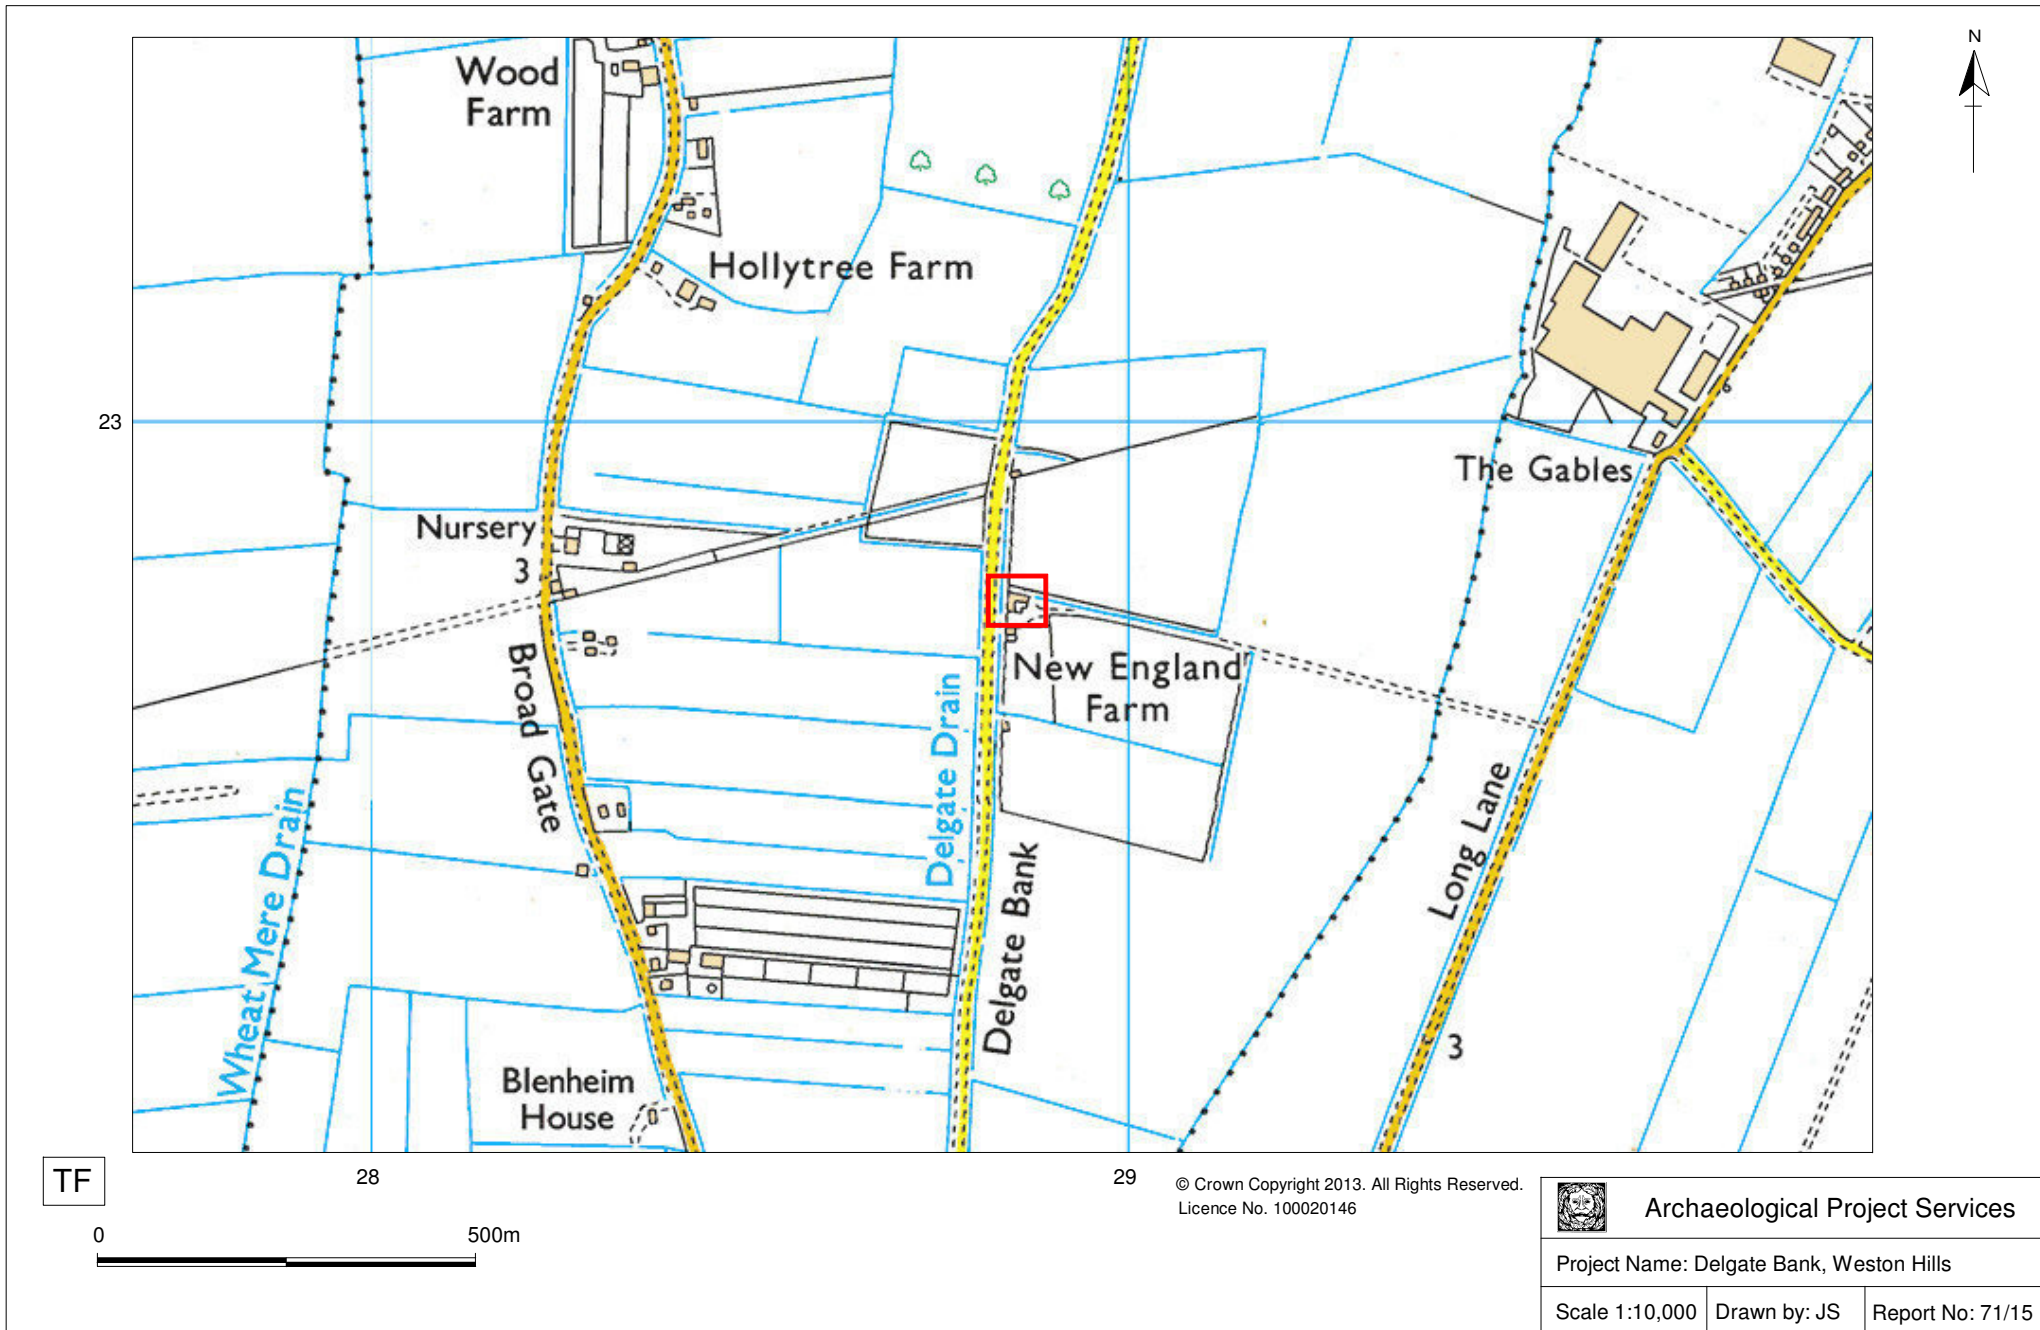 N
Wood
Farm
Hollytree Farm
23
The Gables
Nursery
3
Broad Gate
New England
Farm
Delgate Drain
Wheat Mere Drain
Long Lane
Delgate Bank
3
Blenheim
House
TF
28
29
© Crown Copyright 2013. All Rights Reserved.
Licence No. 100020146
0 500m
Archaeological Project Services
Project Name: Delgate Bank, Weston Hills
Scale 1:10,000
Drawn by: JS
Report No: 71/15